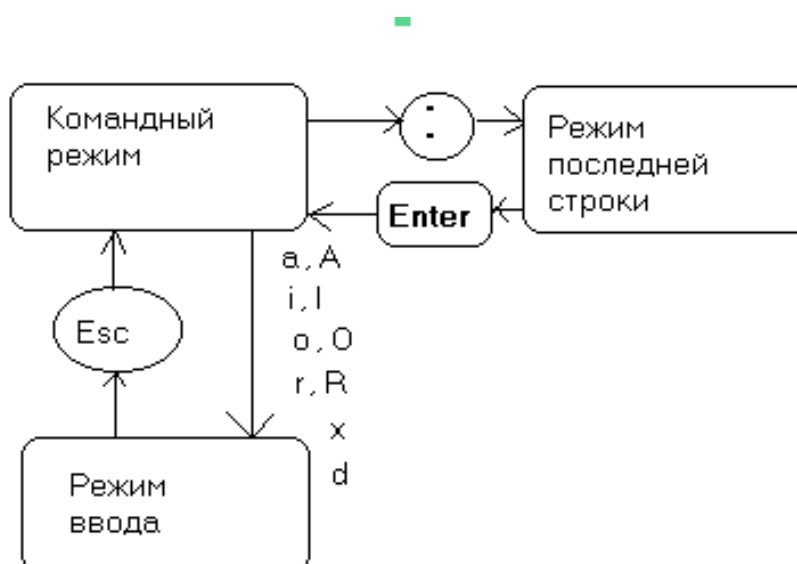 Командный
режим
:
Режим
последней
строки
Enter
a, A
i, I
o, O
r, R
x
d
Esc
Режим
ввода